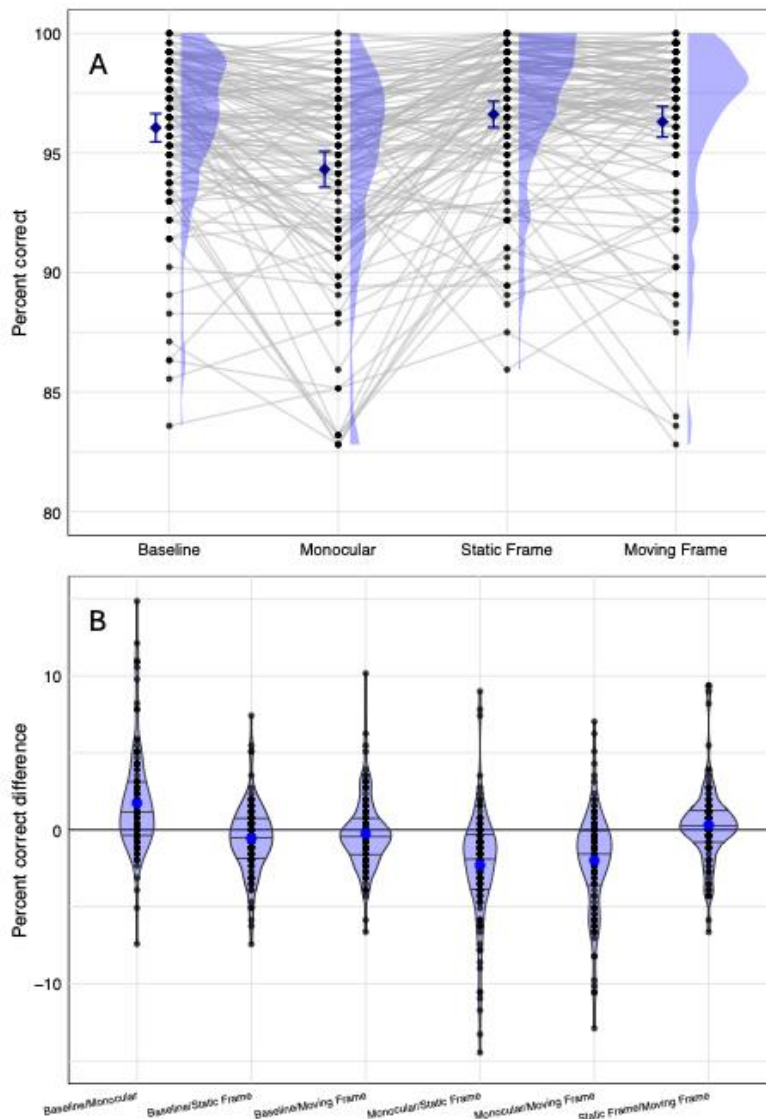 A
100
95
90
85
80
Percent correct
Baseline Monocular Static Frame Moving Frame
B
10
0
−10
Percent correct difference
Baseline/Monocular Baseline/Static Frame Baseline/Moving Frame Monocular/Static Frame Monocular/Moving Frame Static Frame/Moving Frame